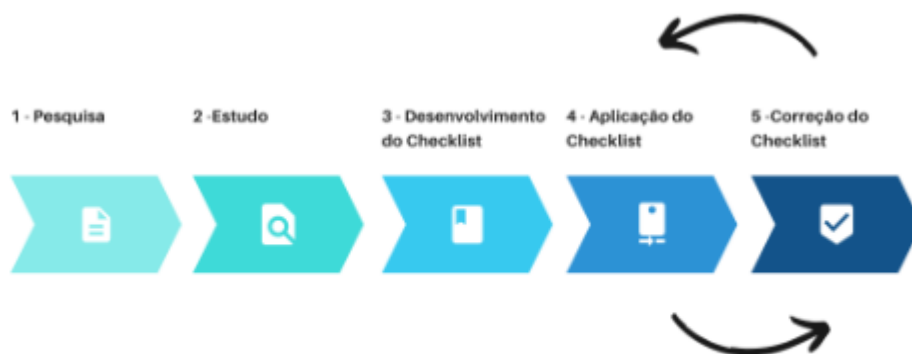 1 - Pesquisa
2 -Estudo
3 - Desenvolvimento
do Checklist
4 - Aplicação do
Checklist
5 -Correção do
Checklist